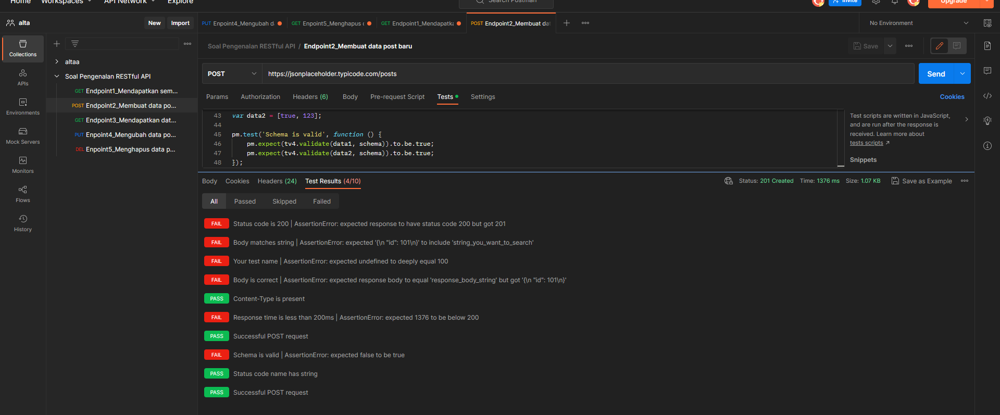 Home Workspaces API Network Explore Search Postman Invite Upgrade
alta New Import
PUT Enpoint4_Mengubah d GET Enpoint5_Menghapus GET Endpoint1_Mendapatka POST Endpoint2_Membuat dat No Environment
Collections
APIs
Environments
Mock Servers
Monitors
Flows
History
altaa
Soal Pengenalan RESTful API
GET Endpoint1_Mendapatkan sem...
POST Endpoint2_Membuat data po...
GET Endpoint3_Mendapatkan dat...
PUT Enpoint4_Mengubah data po...
DEL Enpoint5_Menghapus data p...
Soal Pengenalan RESTful API / Endpoint2_Membuat data post baru Save
POST https://jsonplaceholder.typicode.com/posts Send
Params Authorization Headers (6) Body Pre-request Script Tests Settings Cookies
43 var data2 = [true, 123];
44
45 pm.test('Schema is valid', function () {
46 pm.expect(tv4.validate(data1, schema)).to.be.true;
47 pm.expect(tv4.validate(data2, schema)).to.be.true;
48 });
Test scripts are written in JavaScript,
and are run after the response is
received. Learn more about
tests scripts ↗
Snippets
Body Cookies Headers (24) Test Results (4/10) Status: 201 Created Time: 1376 ms Size: 1.07 KB Save as Example
All Passed Skipped Failed
FAIL Status code is 200 | AssertionError: expected response to have status code 200 but got 201
FAIL Body matches string | AssertionError: expected '{\n "id": 101\n}' to include 'string_you_want_to_search'
FAIL Your test name | AssertionError: expected undefined to deeply equal 100
FAIL Body is correct | AssertionError: expected response body to equal 'response_body_string' but got '{\n "id": 101\n}'
PASS Content-Type is present
FAIL Response time is less than 200ms | AssertionError: expected 1376 to be below 200
PASS Successful POST request
FAIL Schema is valid | AssertionError: expected false to be true
PASS Status code name has string
PASS Successful POST request